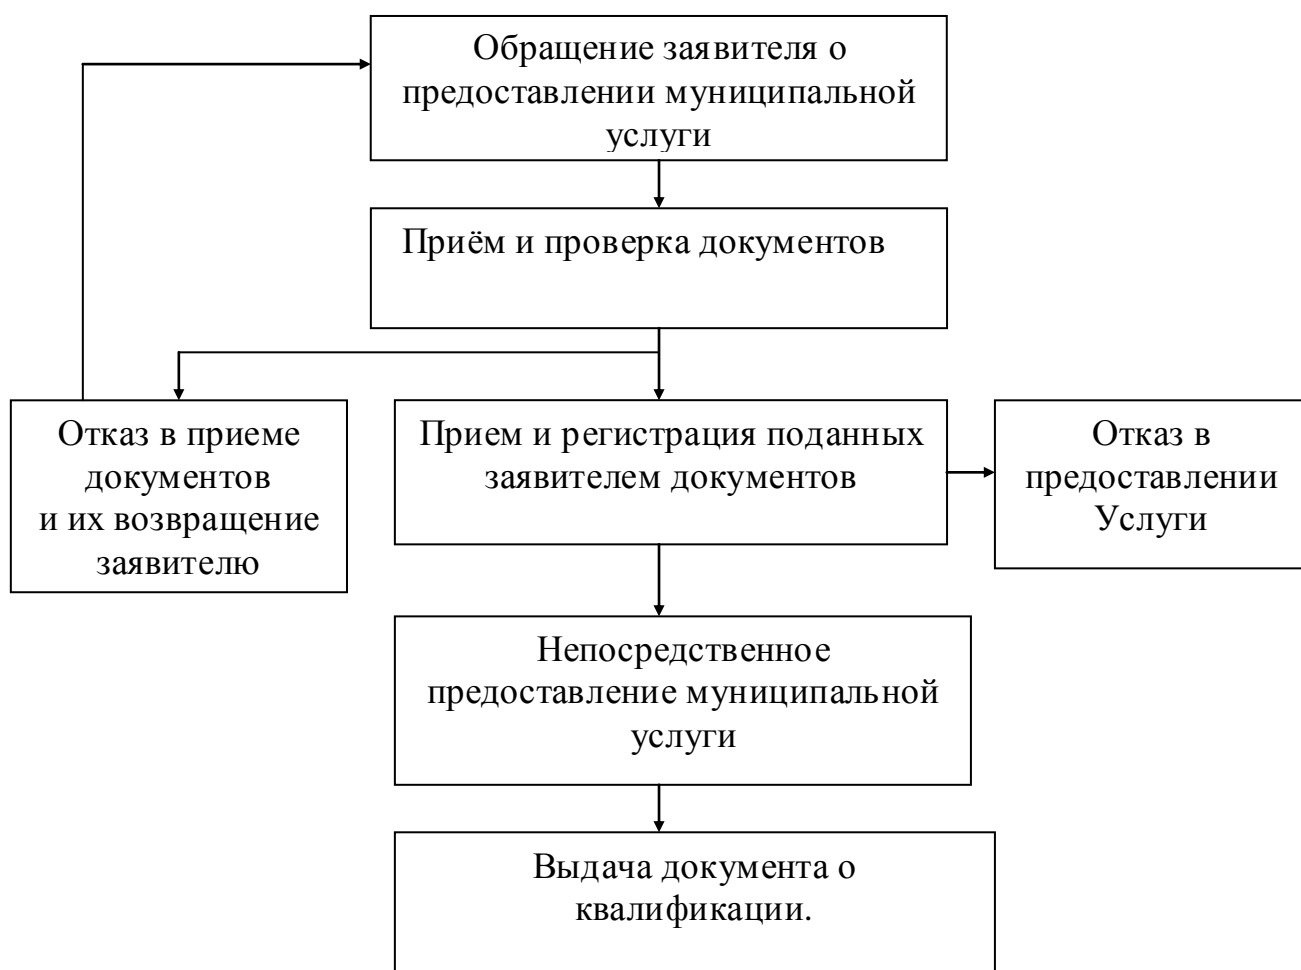 Обращение заявителя о
предоставлении муниципальной
услуги
Приём и проверка документов
Отказ в приеме
документов
и их возвращение
заявителю
Прием и регистрация поданных
заявителем документов
Отказ в
предоставлении
Услуги
Непосредственное
предоставление муниципальной
услуги
Выдача документа о
квалификации.